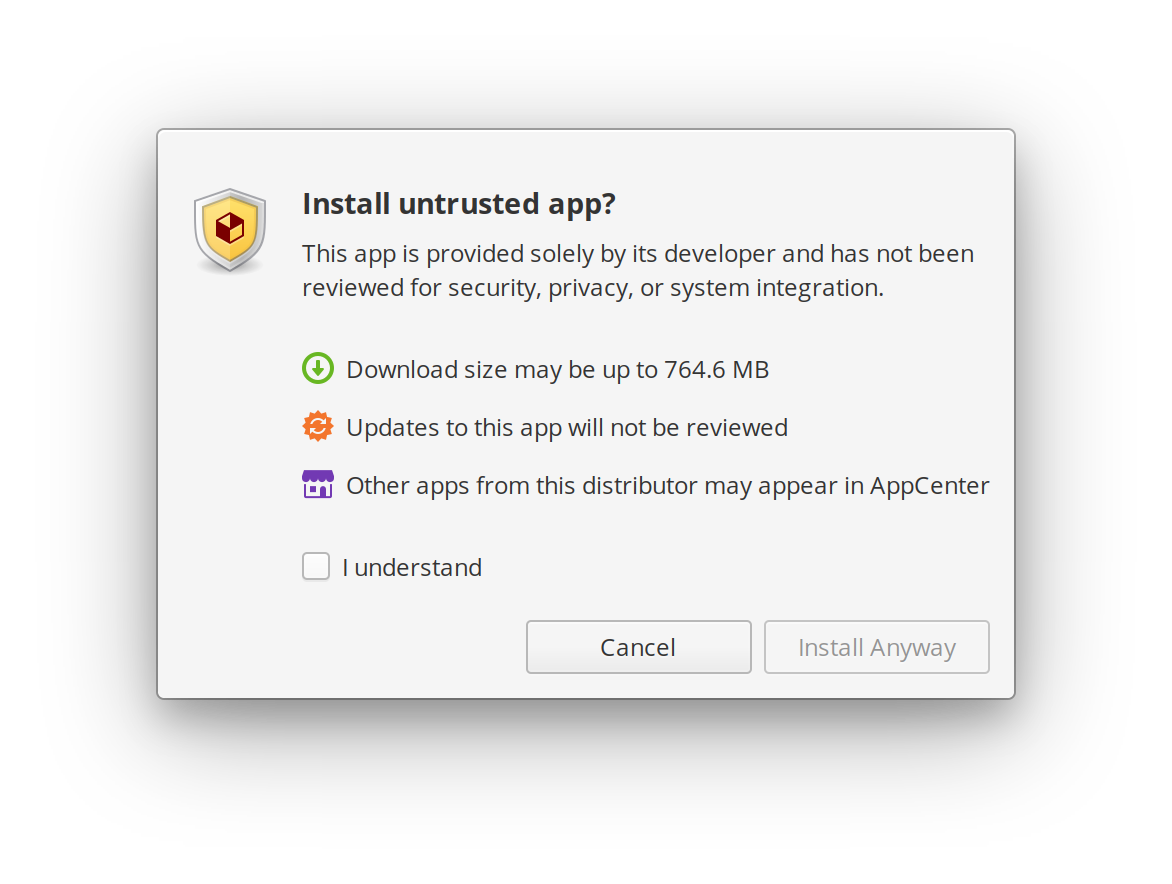 Install untrusted app?
This app is provided solely by its developer and has not been
reviewed for security, privacy, or system integration.
Download size may be up to 764.6 MB
Updates to this app will not be reviewed
Other apps from this distributor may appear in AppCenter
I understand
Cancel
Install Anyway